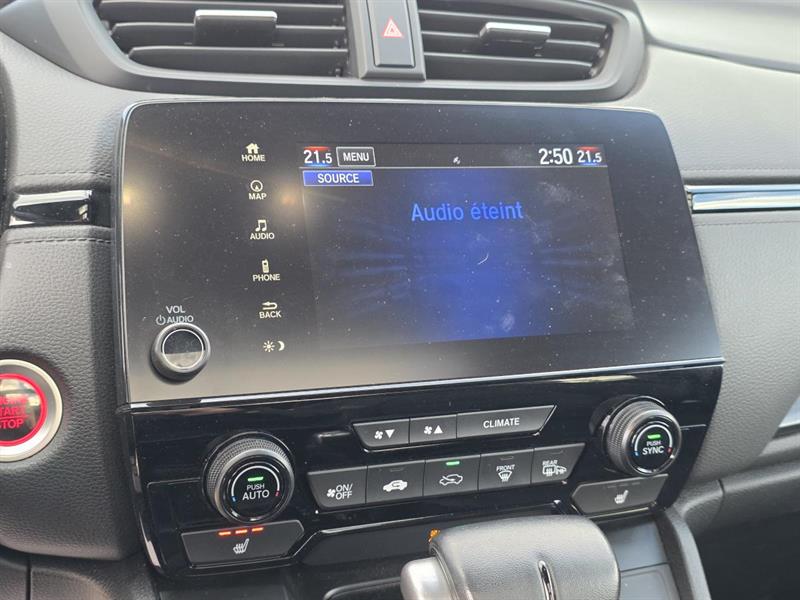 HOME
MAP
AUDIO
PHONE
BACK
VOL
AUDIO
21.5 MENU 2:50 21.5
SOURCE
Audio éteint
START
STOP
CLIMATE
PUSH
AUTO
ON/
OFF
FRONT
REAR
PUSH
SYNC